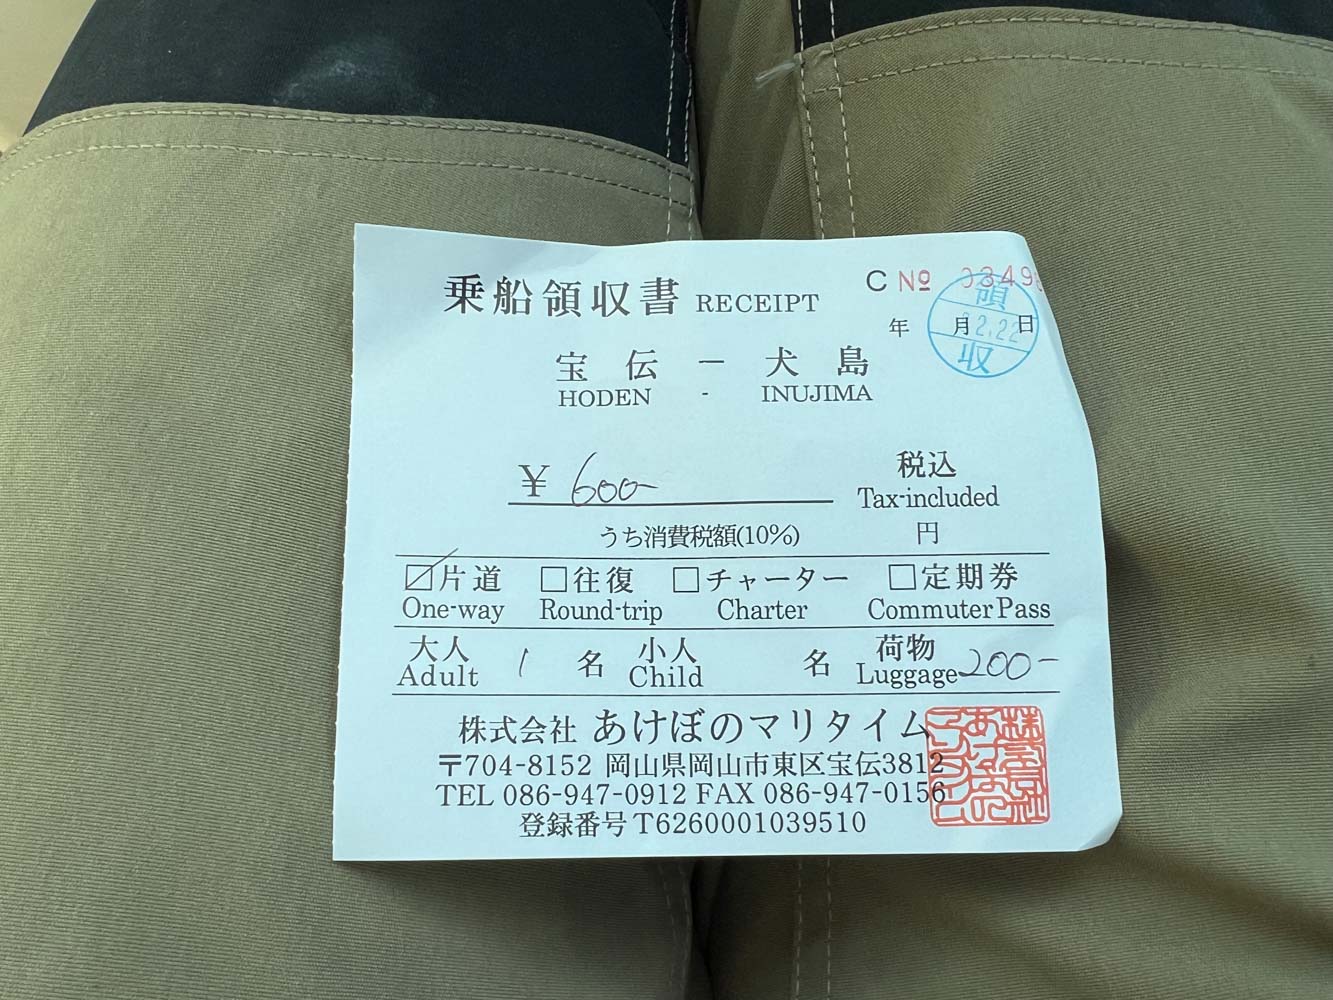 乗船領収書 RECEIPT
C №
年 月 日
領
2.22
収
宝伝 － 犬島
HODEN - INUJIMA
¥ 600-
税込
Tax-included
うち消費税額(10%) 円
☑片道 □往復 □チャーター □定期券
One-way Round-trip Charter Commuter Pass
大人 1 名 小人 名 荷物 200-
Adult Child Luggage
株式会社 あけぼのマリタイム
〒704-8152 岡山県岡山市東区宝伝3812
TEL 086-947-0912 FAX 086-947-0156
登録番号 T6260001039510